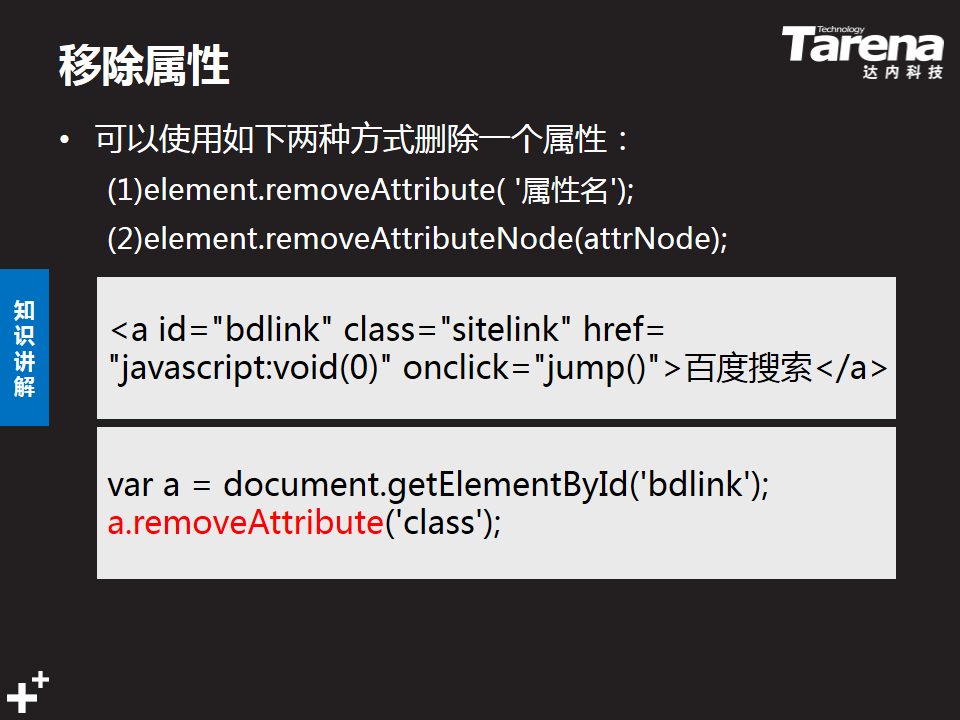 移除属性
Technology
Tarena
达内科技
• 可以使用如下两种方式删除一个属性：
(1)element.removeAttribute( '属性名');
(2)element.removeAttributeNode(attrNode);
知识讲解
<a id="bdlink" class="sitelink" href=
"javascript:void(0)" onclick="jump()">百度搜索</a>
var a = document.getElementById('bdlink');
a.removeAttribute('class');